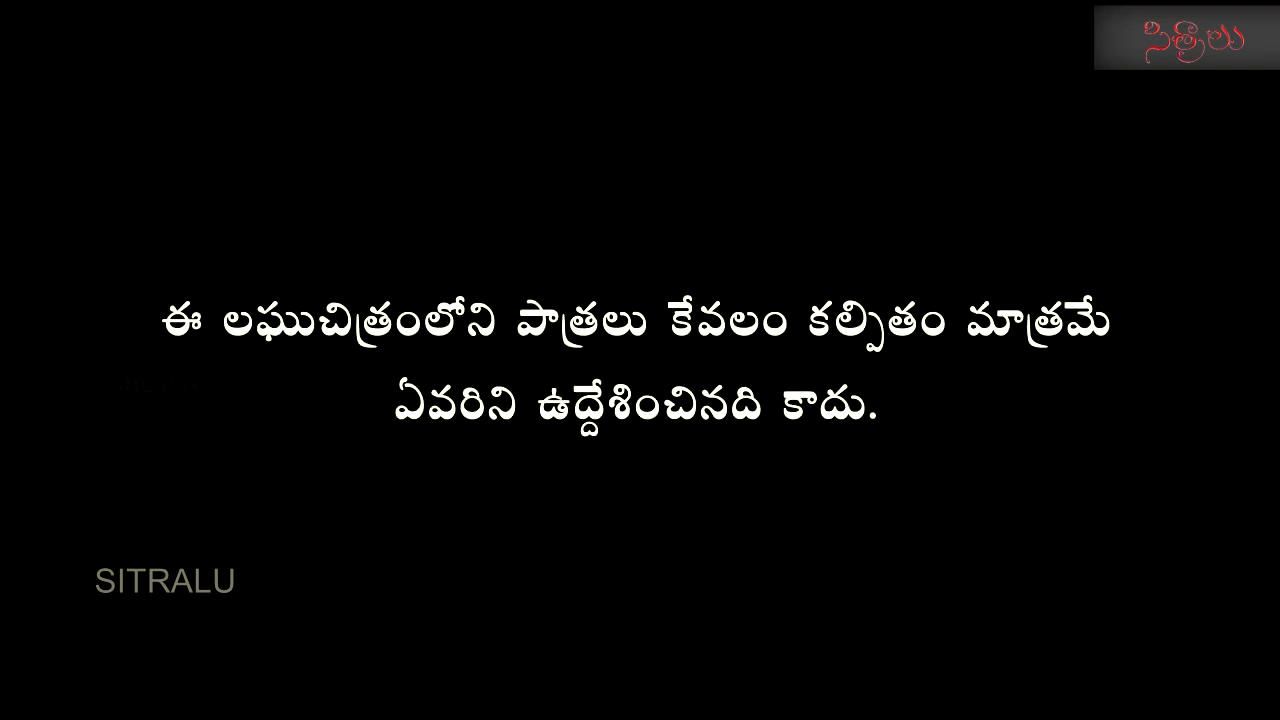 సిత్రాలు
ఈ లఘుచిత్రంలోని పాత్రలు కేవలం కల్పితం మాత్రమే
ఏవరిని ఉద్దేశించినది కాదు.
SITRALU